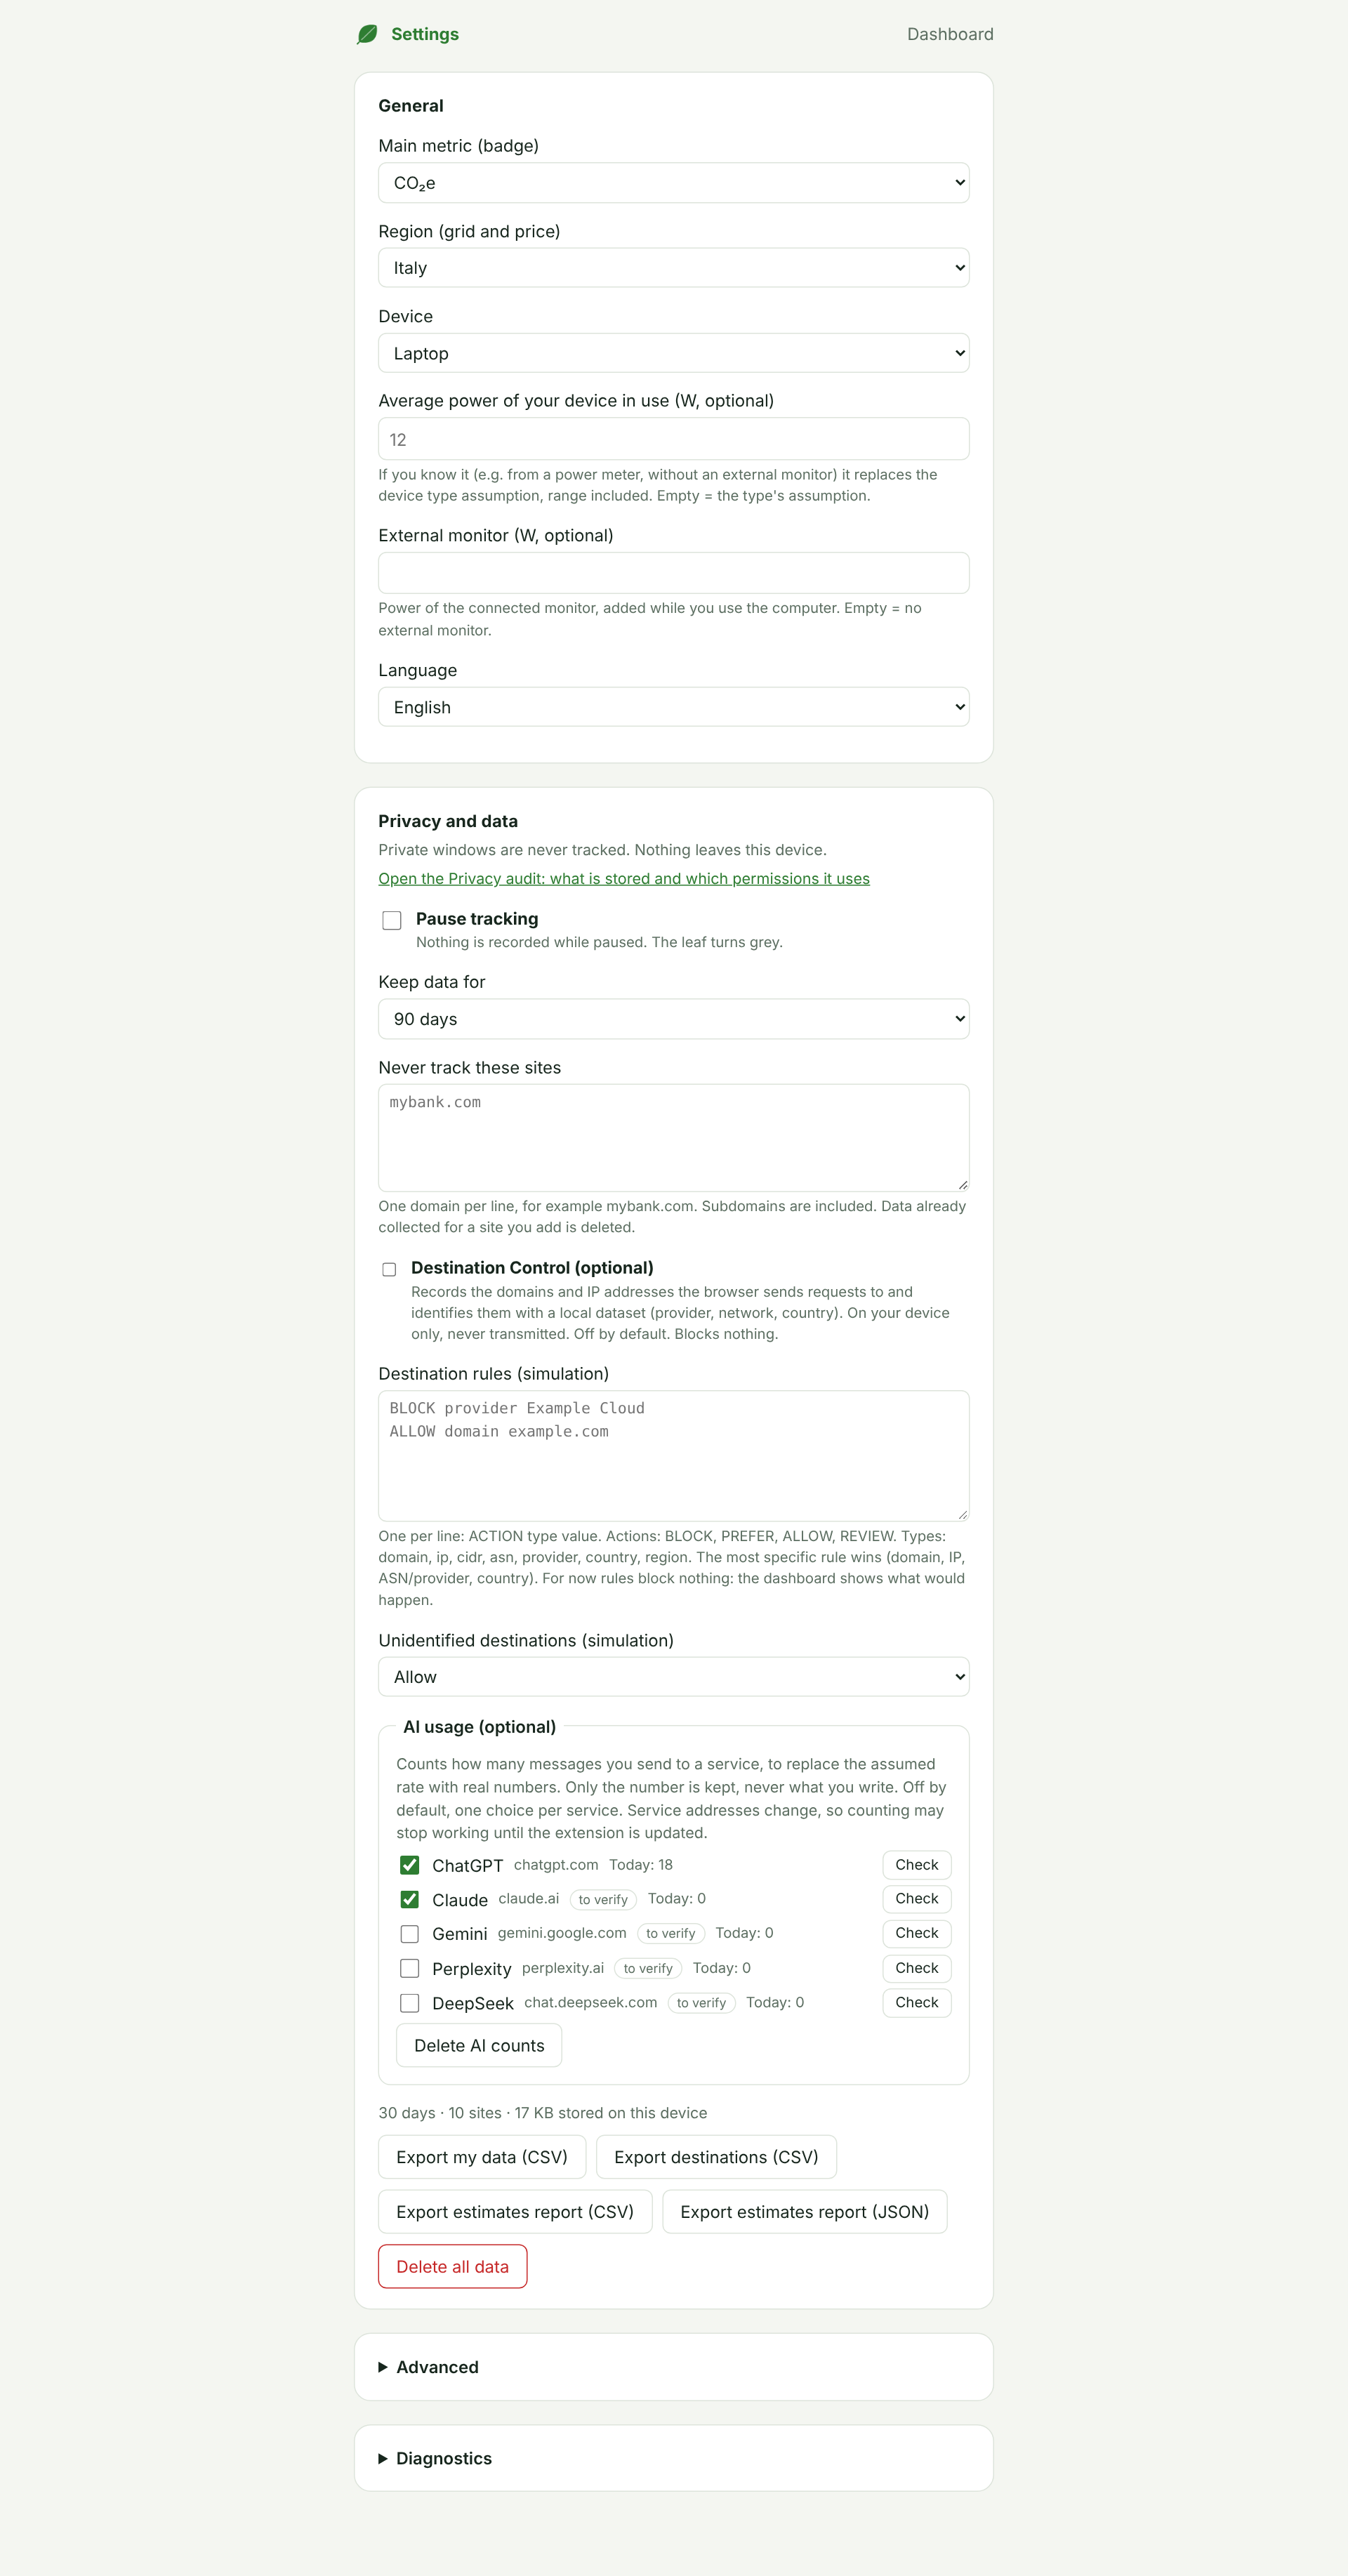 Settings
Dashboard
General
Main metric (badge)
CO₂e
Region (grid and price)
Italy
Device
Laptop
Average power of your device in use (W, optional)
12
If you know it (e.g. from a power meter, without an external monitor) it replaces the
device type assumption, range included. Empty = the type's assumption.
External monitor (W, optional)
Power of the connected monitor, added while you use the computer. Empty = no
external monitor.
Language
English
Privacy and data
Private windows are never tracked. Nothing leaves this device.
Open the Privacy audit: what is stored and which permissions it uses
Pause tracking
Nothing is recorded while paused. The leaf turns grey.
Keep data for
90 days
Never track these sites
mybank.com
One domain per line, for example mybank.com. Subdomains are included. Data already
collected for a site you add is deleted.
Destination Control (optional)
Records the domains and IP addresses the browser sends requests to and
identifies them with a local dataset (provider, network, country). On your device
only, never transmitted. Off by default. Blocks nothing.
Destination rules (simulation)
BLOCK provider Example Cloud
ALLOW domain example.com
One per line: ACTION type value. Actions: BLOCK, PREFER, ALLOW, REVIEW. Types:
domain, ip, cidr, asn, provider, country, region. The most specific rule wins (domain, IP,
ASN/provider, country). For now rules block nothing: the dashboard shows what would
happen.
Unidentified destinations (simulation)
Allow
AI usage (optional)
Counts how many messages you send to a service, to replace the assumed
rate with real numbers. Only the number is kept, never what you write. Off by
default, one choice per service. Service addresses change, so counting may
stop working until the extension is updated.
ChatGPT chatgpt.com Today: 18 Check
Claude claude.ai to verify Today: 0 Check
Gemini gemini.google.com to verify Today: 0 Check
Perplexity perplexity.ai to verify Today: 0 Check
DeepSeek chat.deepseek.com to verify Today: 0 Check
Delete AI counts
30 days · 10 sites · 17 KB stored on this device
Export my data (CSV) Export destinations (CSV)
Export estimates report (CSV) Export estimates report (JSON)
Delete all data
Advanced
Diagnostics